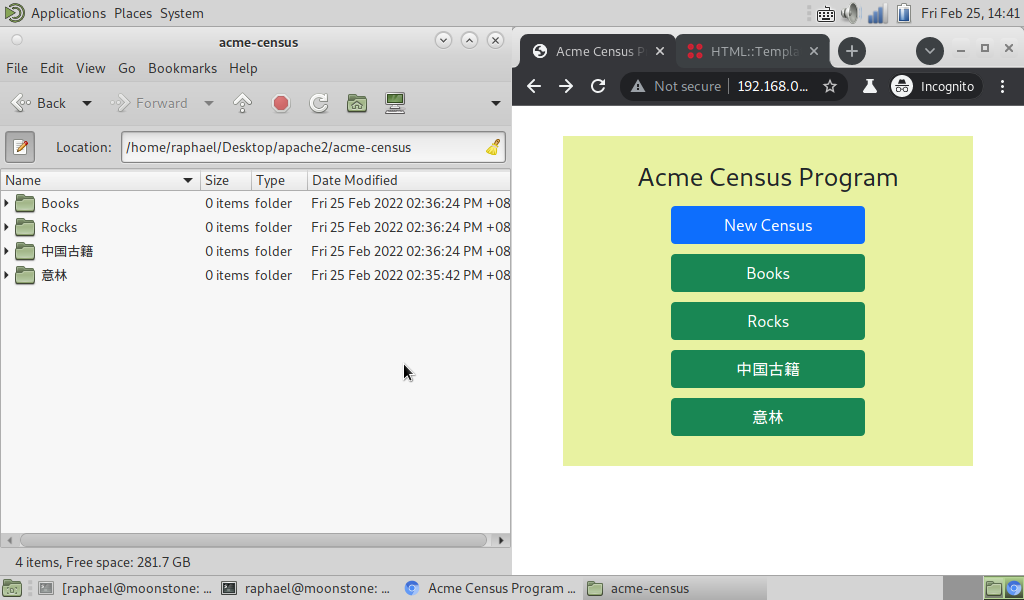 Applications Places System
Fri Feb 25, 14:41
acme-census
File Edit View Go Bookmarks Help
Back Forward
Location: /home/raphael/Desktop/apache2/acme-census
Name Size Type Date Modified
Books 0 items folder Fri 25 Feb 2022 02:36:24 PM +08
Rocks 0 items folder Fri 25 Feb 2022 02:36:24 PM +08
中国古籍 0 items folder Fri 25 Feb 2022 02:36:24 PM +08
意林 0 items folder Fri 25 Feb 2022 02:35:42 PM +08
4 items, Free space: 281.7 GB
Acme Census P
HTML::Templa
Not secure 192.168.0... Incognito
Acme Census Program
New Census
Books
Rocks
中国古籍
意林
[raphael@moonstone: ... raphael@moonstone: ... Acme Census Program ... acme-census